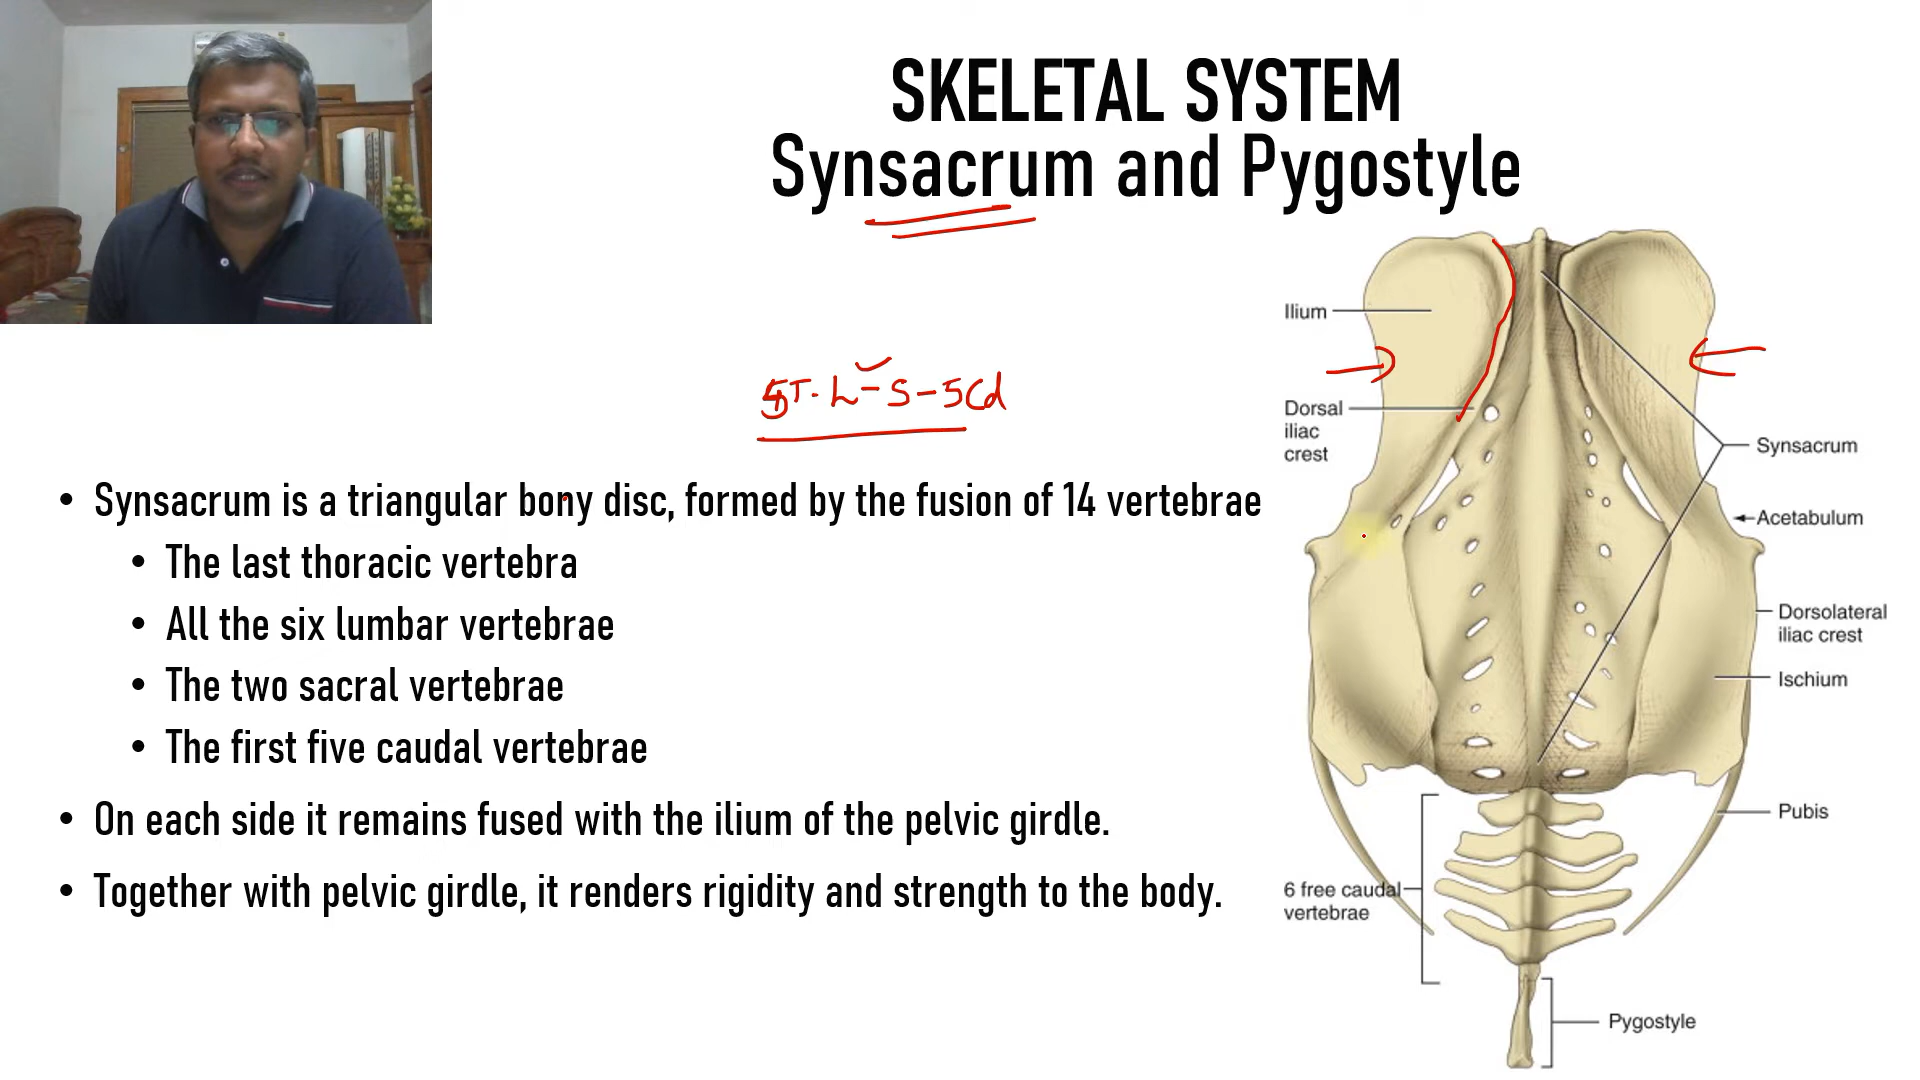 SKELETAL SYSTEM
Synsacrum and Pygostyle
T- L - S - 5Cd
• Synsacrum is a triangular bony disc, formed by the fusion of 14 vertebrae
• The last thoracic vertebra
• All the six lumbar vertebrae
• The two sacral vertebrae
• The first five caudal vertebrae
• On each side it remains fused with the ilium of the pelvic girdle.
• Together with pelvic girdle, it renders rigidity and strength to the body.
Ilium
Dorsal
iliac
crest
Synsacrum
Acetabulum
Dorsolateral
iliac crest
Ischium
Pubis
6 free caudal
vertebrae
Pygostyle